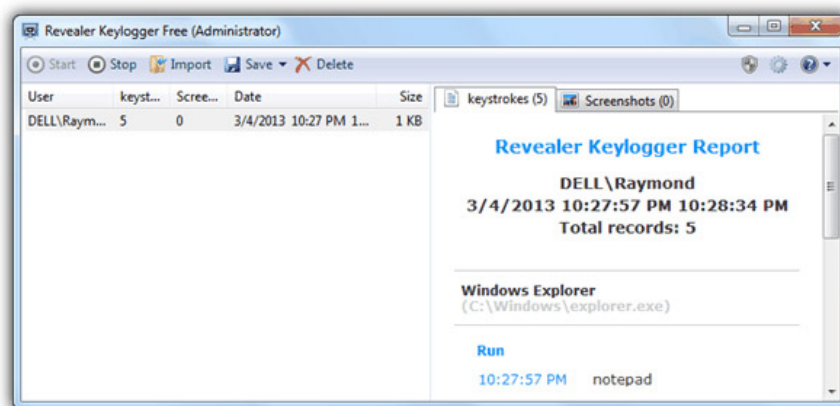 Revealer Keylogger Free (Administrator)
Start Stop Import Save Delete
User keyst... Scree... Date Size
DELL\Raym... 5 0 3/4/2013 10:27 PM 1... 1 KB
keystrokes (5) Screenshots (0)
Revealer Keylogger Report
DELL\Raymond
3/4/2013 10:27:57 PM 10:28:34 PM
Total records: 5
Windows Explorer
(C:\Windows\explorer.exe)
Run
10:27:57 PM notepad